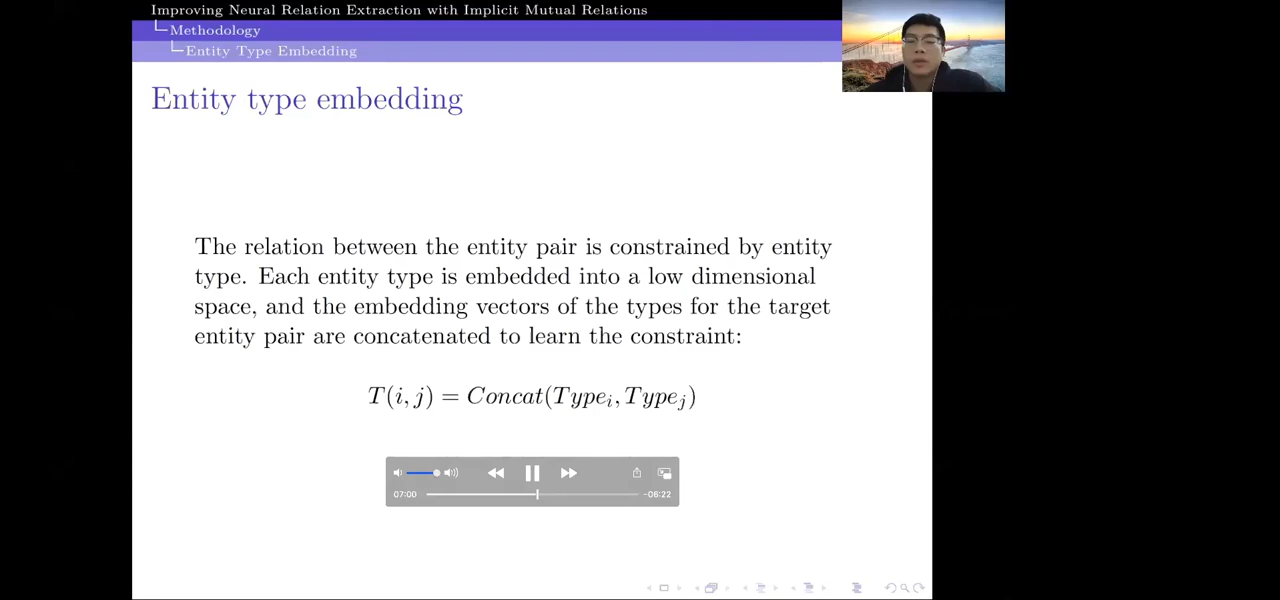 Improving Neural Relation Extraction with Implicit Mutual Relations
Methodology
Entity Type Embedding
Entity type embedding
The relation between the entity pair is constrained by entity
type. Each entity type is embedded into a low dimensional
space, and the embedding vectors of the types for the target
entity pair are concatenated to learn the constraint:
T(i, j) = Concat(Type_i, Type_j)
07:00
−06:22